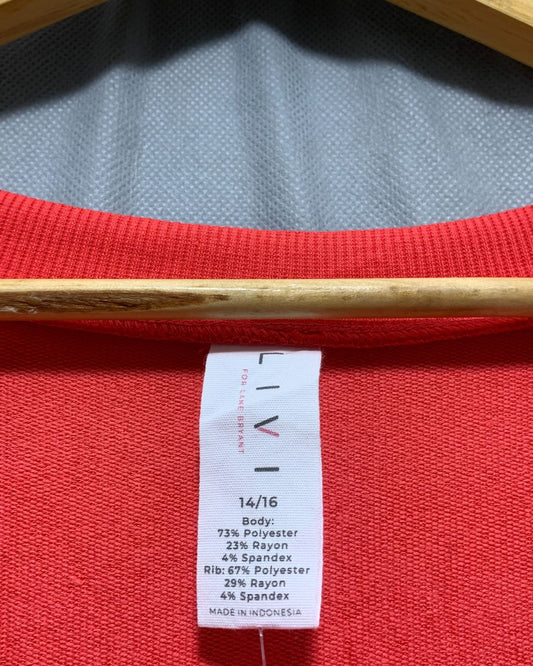 LIVI
FOR LANE BRYANT
14/16
Body:
73% Polyester
23% Rayon
4% Spandex
Rib: 67% Polyester
29% Rayon
4% Spandex
MADE IN INDONESIA